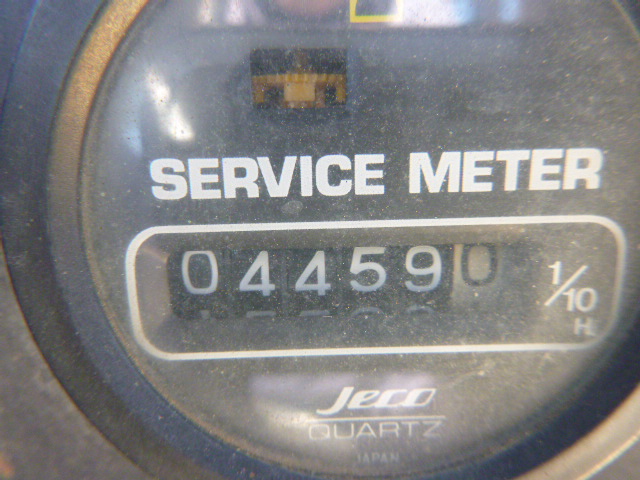 SERVICE METER
044590 1/10
H
Jeco
QUARTZ
JAPAN